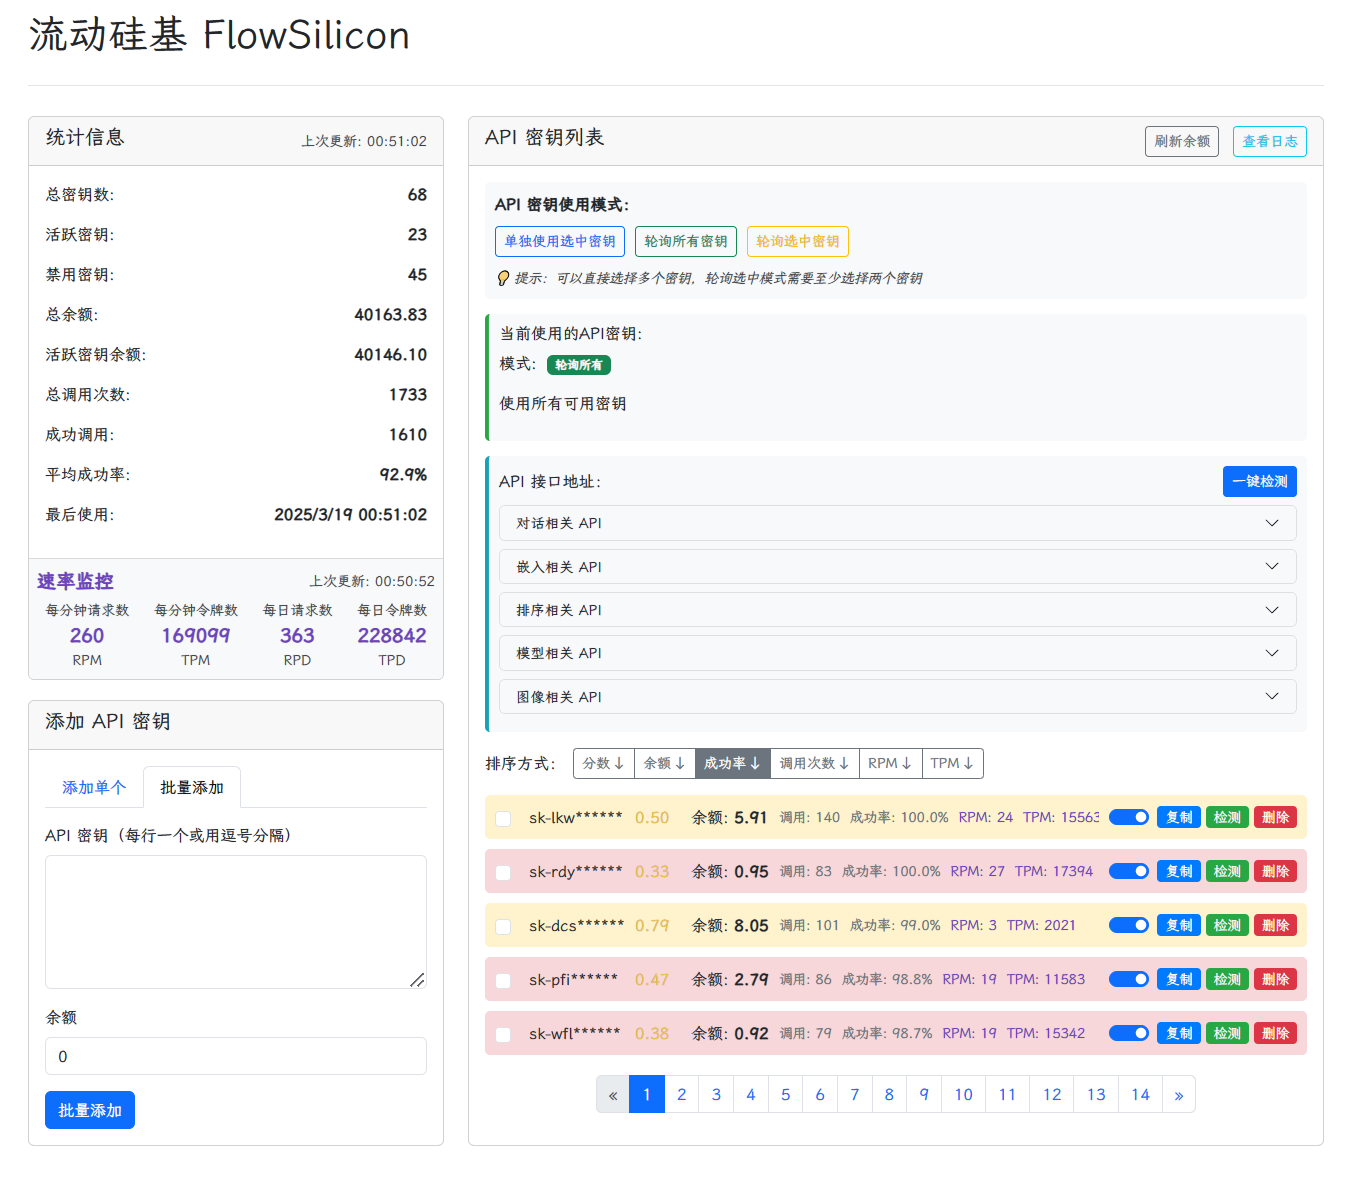 流动硅基 FlowSilicon
统计信息
上次更新: 00:51:02
总密钥数: 68
活跃密钥: 23
禁用密钥: 45
总余额: 40163.83
活跃密钥余额: 40146.10
总调用次数: 1733
成功调用: 1610
平均成功率: 92.9%
最后使用: 2025/3/19 00:51:02
速率监控
上次更新: 00:50:52
每分钟请求数 每分钟令牌数 每日请求数 每日令牌数
260 169099 363 228842
RPM TPM RPD TPD
添加 API 密钥
添加单个 批量添加
API 密钥（每行一个或用逗号分隔）
余额
0
批量添加
API 密钥列表
刷新余额 查看日志
API 密钥使用模式:
单独使用选中密钥 轮询所有密钥 轮询选中密钥
提示: 可以直接选择多个密钥, 轮询选中模式需要至少选择两个密钥
当前使用的API密钥:
模式: 轮询所有
使用所有可用密钥
API 接口地址:
一键检测
对话相关 API
嵌入相关 API
排序相关 API
模型相关 API
图像相关 API
排序方式: 分数↓ 余额↓ 成功率↓ 调用次数↓ RPM↓ TPM↓
sk-lkw****** 0.50 余额: 5.91 调用: 140 成功率: 100.0% RPM: 24 TPM: 15563 复制 检测 删除
sk-rdy****** 0.33 余额: 0.95 调用: 83 成功率: 100.0% RPM: 27 TPM: 17394 复制 检测 删除
sk-dcs****** 0.79 余额: 8.05 调用: 101 成功率: 99.0% RPM: 3 TPM: 2021 复制 检测 删除
sk-pfi****** 0.47 余额: 2.79 调用: 86 成功率: 98.8% RPM: 19 TPM: 11583 复制 检测 删除
sk-wfl****** 0.38 余额: 0.92 调用: 79 成功率: 98.7% RPM: 19 TPM: 15342 复制 检测 删除
« 1 2 3 4 5 6 7 8 9 10 11 12 13 14 »